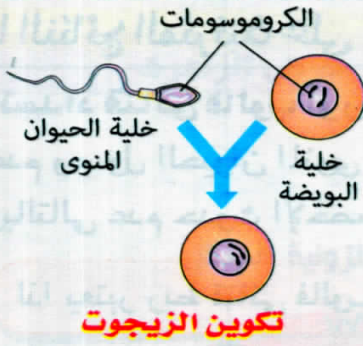 الكروموسومات
خلية الحيوان
المنوى
خلية
البويضة
تكوين الزيجوت